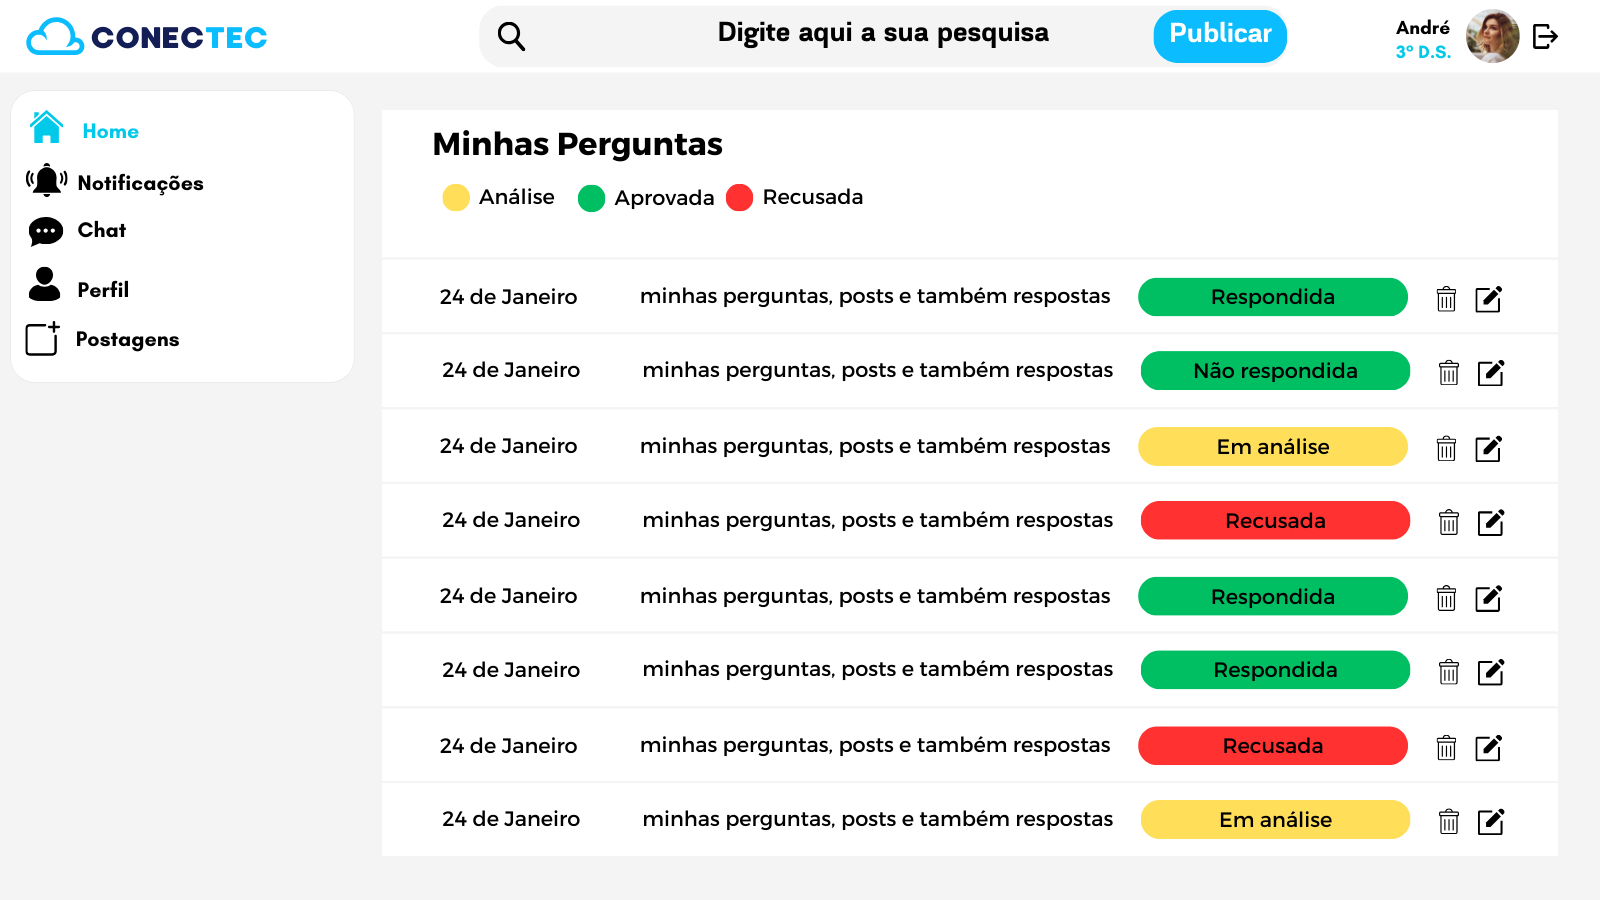 CONECTEC
Digite aqui a sua pesquisa
Publicar
André
3º D.S.
Home
Notificações
Chat
Perfil
Postagens
Minhas Perguntas
Análise Aprovada Recusada
24 de Janeiro minhas perguntas, posts e também respostas Respondida
24 de Janeiro minhas perguntas, posts e também respostas Não respondida
24 de Janeiro minhas perguntas, posts e também respostas Em análise
24 de Janeiro minhas perguntas, posts e também respostas Recusada
24 de Janeiro minhas perguntas, posts e também respostas Respondida
24 de Janeiro minhas perguntas, posts e também respostas Respondida
24 de Janeiro minhas perguntas, posts e também respostas Recusada
24 de Janeiro minhas perguntas, posts e também respostas Em análise